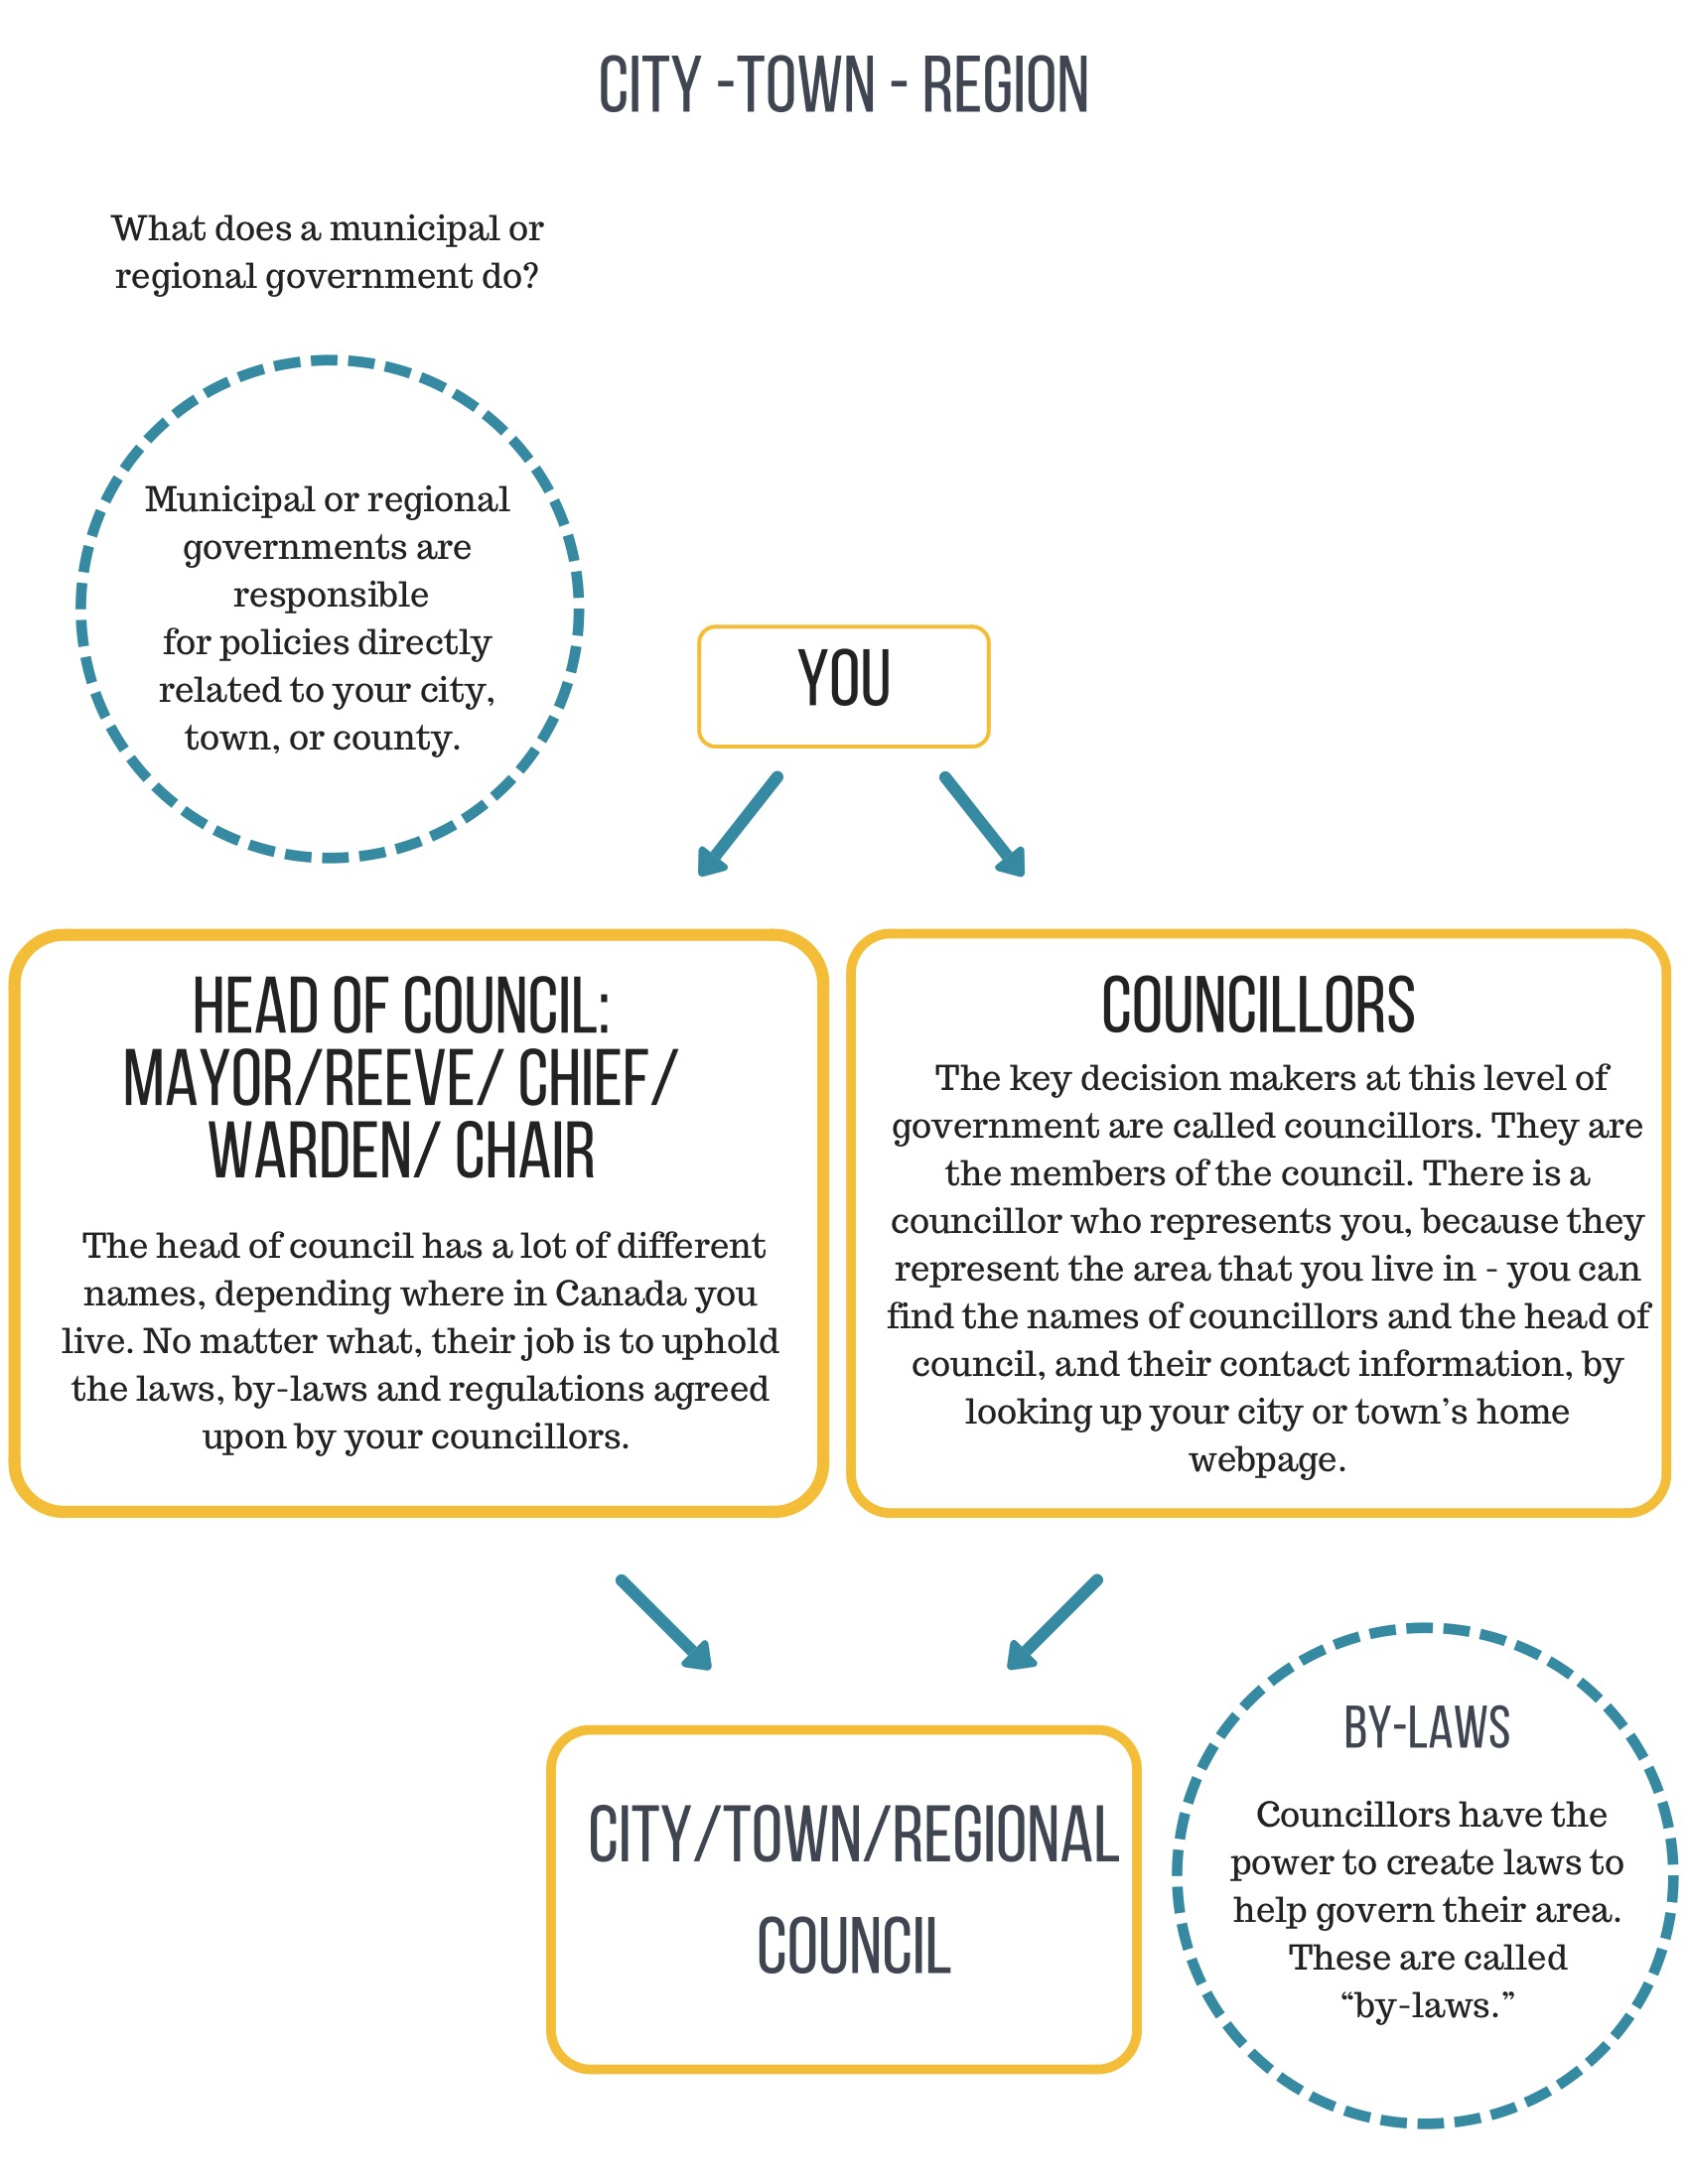 CITY -TOWN - REGION
What does a municipal or
regional government do?
Municipal or regional
governments are
responsible
for policies directly
related to your city,
town, or county.
YOU
HEAD OF COUNCIL:
MAYOR/REEVE/ CHIEF/
WARDEN/ CHAIR
The head of council has a lot of different
names, depending where in Canada you
live. No matter what, their job is to uphold
the laws, by-laws and regulations agreed
upon by your councillors.
COUNCILLORS
The key decision makers at this level of
government are called councillors. They are
the members of the council. There is a
councillor who represents you, because they
represent the area that you live in - you can
find the names of councillors and the head of
council, and their contact information, by
looking up your city or town’s home
webpage.
CITY/TOWN/REGIONAL
COUNCIL
BY-LAWS
Councillors have the
power to create laws to
help govern their area.
These are called
“by-laws.”